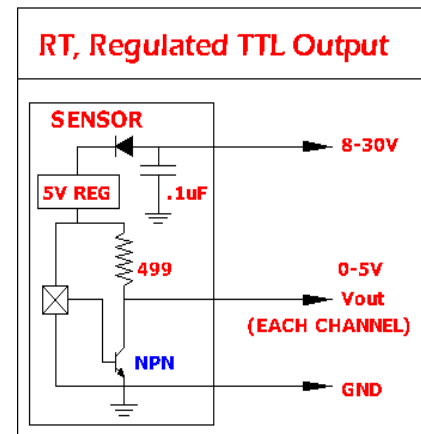 RT, Regulated TTL Output
SENSOR
8-30V
5V REG
.1uF
499
0-5V
Vout
(EACH CHANNEL)
NPN
GND